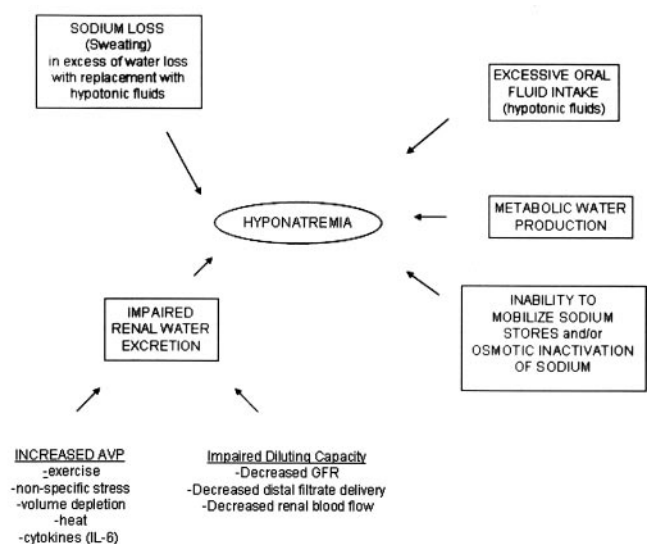 SODIUM LOSS
(Sweating)
in excess of water loss
with replacement with
hypotonic fluids
EXCESSIVE ORAL
FLUID INTAKE
(hypotonic fluids)
HYPONATREMIA
METABOLIC WATER
PRODUCTION
IMPAIRED
RENAL WATER
EXCRETION
INABILITY TO
MOBILIZE SODIUM
STORES and/or
OSMOTIC INACTIVATION
OF SODIUM
INCREASED AVP
-exercise
-non-specific stress
-volume depletion
-heat
-cytokines (IL-6)
Impaired Diluting Capacity
-Decreased GFR
-Decreased distal filtrate delivery
-Decreased renal blood flow